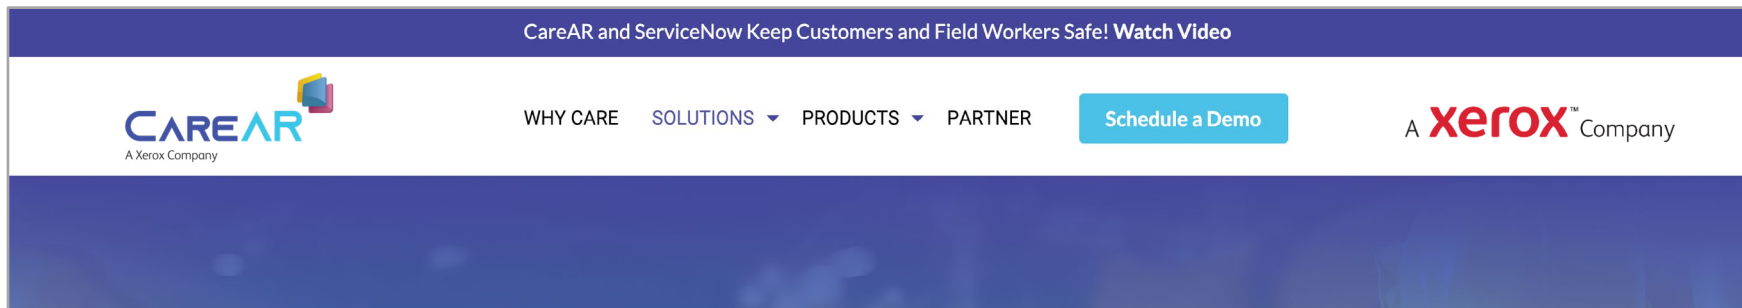 CareAR and ServiceNow Keep Customers and Field Workers Safe! Watch Video
CAREAR
A Xerox Company
WHY CARE SOLUTIONS PRODUCTS PARTNER Schedule a Demo
A xerox™ Company